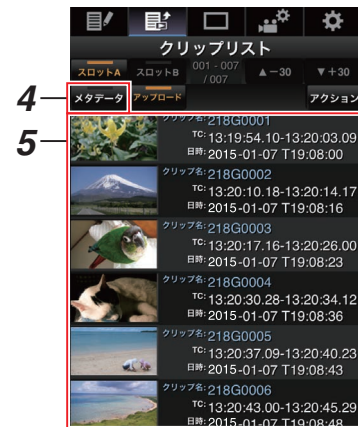 クリップリスト
スロットA スロットB 001 - 007 /007 ▲−30 ▼+30
4 メタデータ アップロード アクション
5
クリップ名: 218G0001
TC: 13:19:54.10-13:20:03.09
日時: 2015-01-07 T19:08:00
クリップ名: 218G0002
TC: 13:20:10.18-13:20:14.17
日時: 2015-01-07 T19:08:16
クリップ名: 218G0003
TC: 13:20:17.16-13:20:26.00
日時: 2015-01-07 T19:08:23
クリップ名: 218G0004
TC: 13:20:30.28-13:20:34.12
日時: 2015-01-07 T19:08:36
クリップ名: 218G0005
TC: 13:20:37.09-13:20:40.23
日時: 2015-01-07 T19:08:43
クリップ名: 218G0006
TC: 13:20:43.00-13:20:45.29
日時: 2015-01-07 T19:08:48